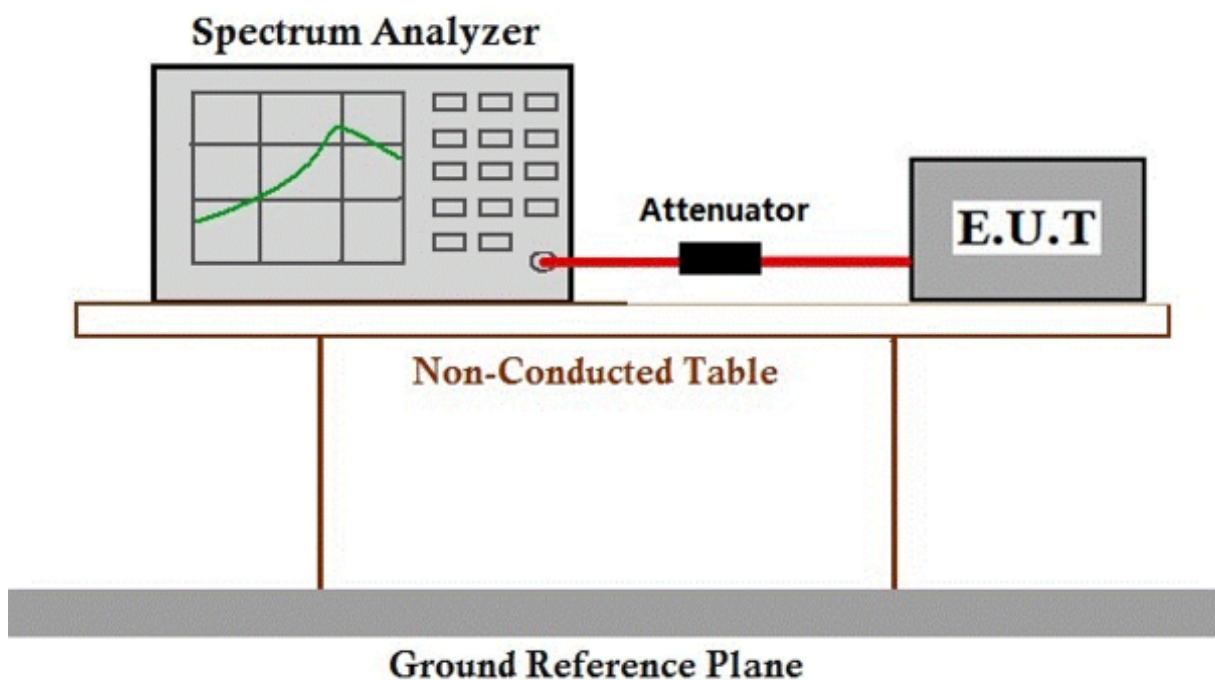 Spectrum Analyzer
Attenuator
E.U.T
Non-Conducted Table
Ground Reference Plane